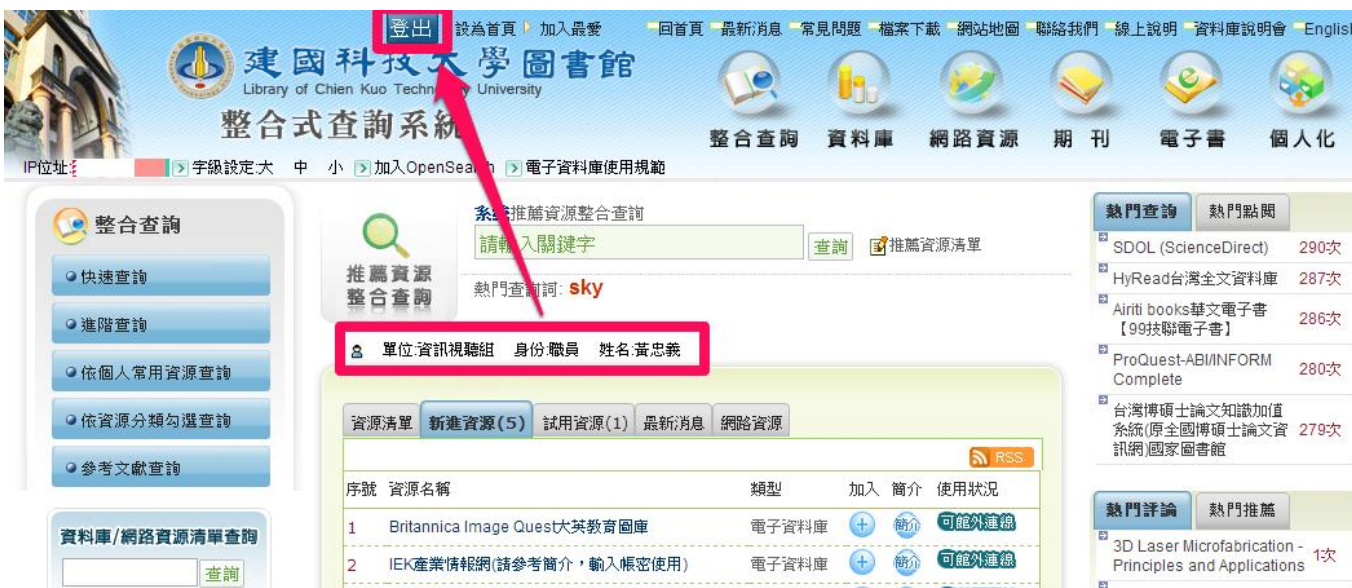 登出 設為首頁 加入最愛 回首頁 最新消息 常見問題 檔案下載 網站地圖 聯絡我們 線上說明 資料庫說明會 English
建國科技大學圖書館
Library of Chien Kuo Technology University
整合式查詢系統
整合查詢 資料庫 網路資源 期刊 電子書 個人化
IP位址: 字級設定:大 中 小 加入OpenSearch 電子資料庫使用規範
整合查詢
快速查詢
進階查詢
依個人常用資源查詢
依資源分類勾選查詢
參考文獻查詢
資料庫/網路資源清單查詢
查詢
推薦資源
整合查詢
系統推薦資源整合查詢
請輸入關鍵字 查詢 推薦資源清單
熱門查詢詞: sky
單位:資訊視聽組 身份:職員 姓名:黃忠義
資源清單 新進資源(5) 試用資源(1) 最新消息 網路資源
RSS
序號 資源名稱 類型 加入 簡介 使用狀況
1 Britannica Image Quest大英教育圖庫 電子資料庫 簡介 可館外連線
2 IEK產業情報網(請參考簡介，輸入帳密使用) 電子資料庫 簡介 可館外連線
熱門查詢 熱門點閱
SDOL (ScienceDirect) 290次
HyRead台灣全文資料庫 287次
Airiti books華文電子書
【99技聯電子書】 286次
ProQuest-ABI/INFORM
Complete 280次
台灣博碩士論文知識加值
系統(原全國博碩士論文資 279次
訊網)國家圖書館
熱門評論 熱門推薦
3D Laser Microfabrication - 1次
Principles and Applications